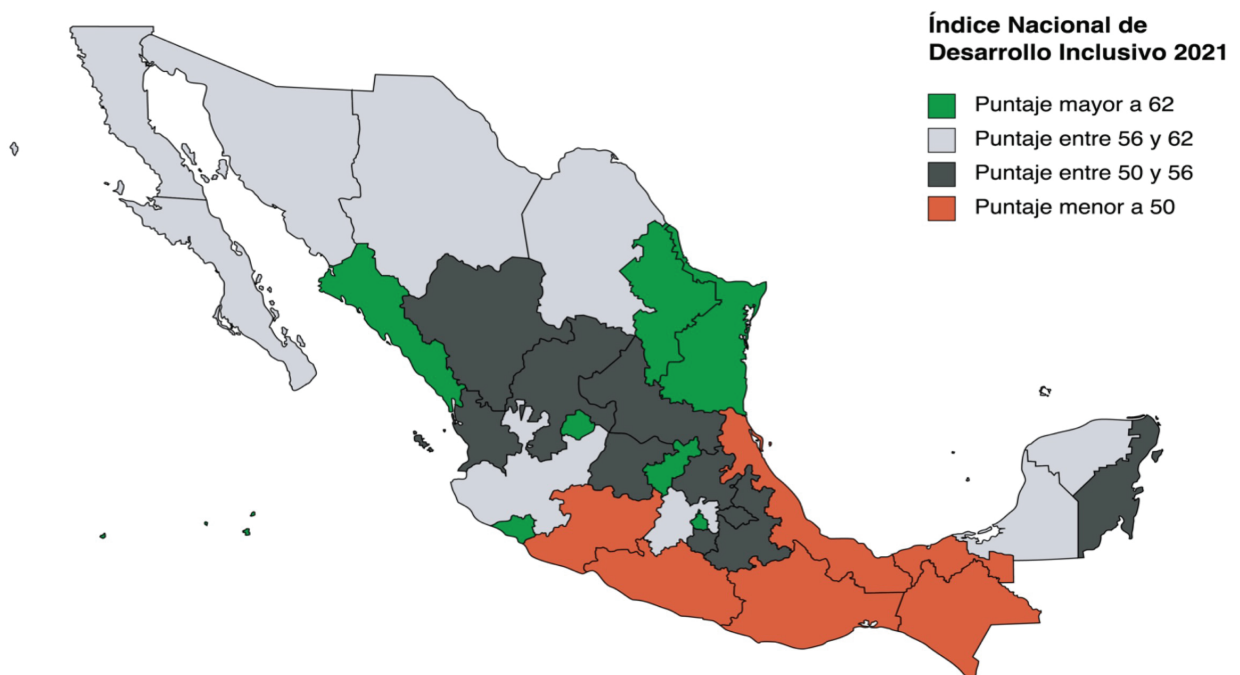 Índice Nacional de
Desarrollo Inclusivo 2021
Puntaje mayor a 62
Puntaje entre 56 y 62
Puntaje entre 50 y 56
Puntaje menor a 50